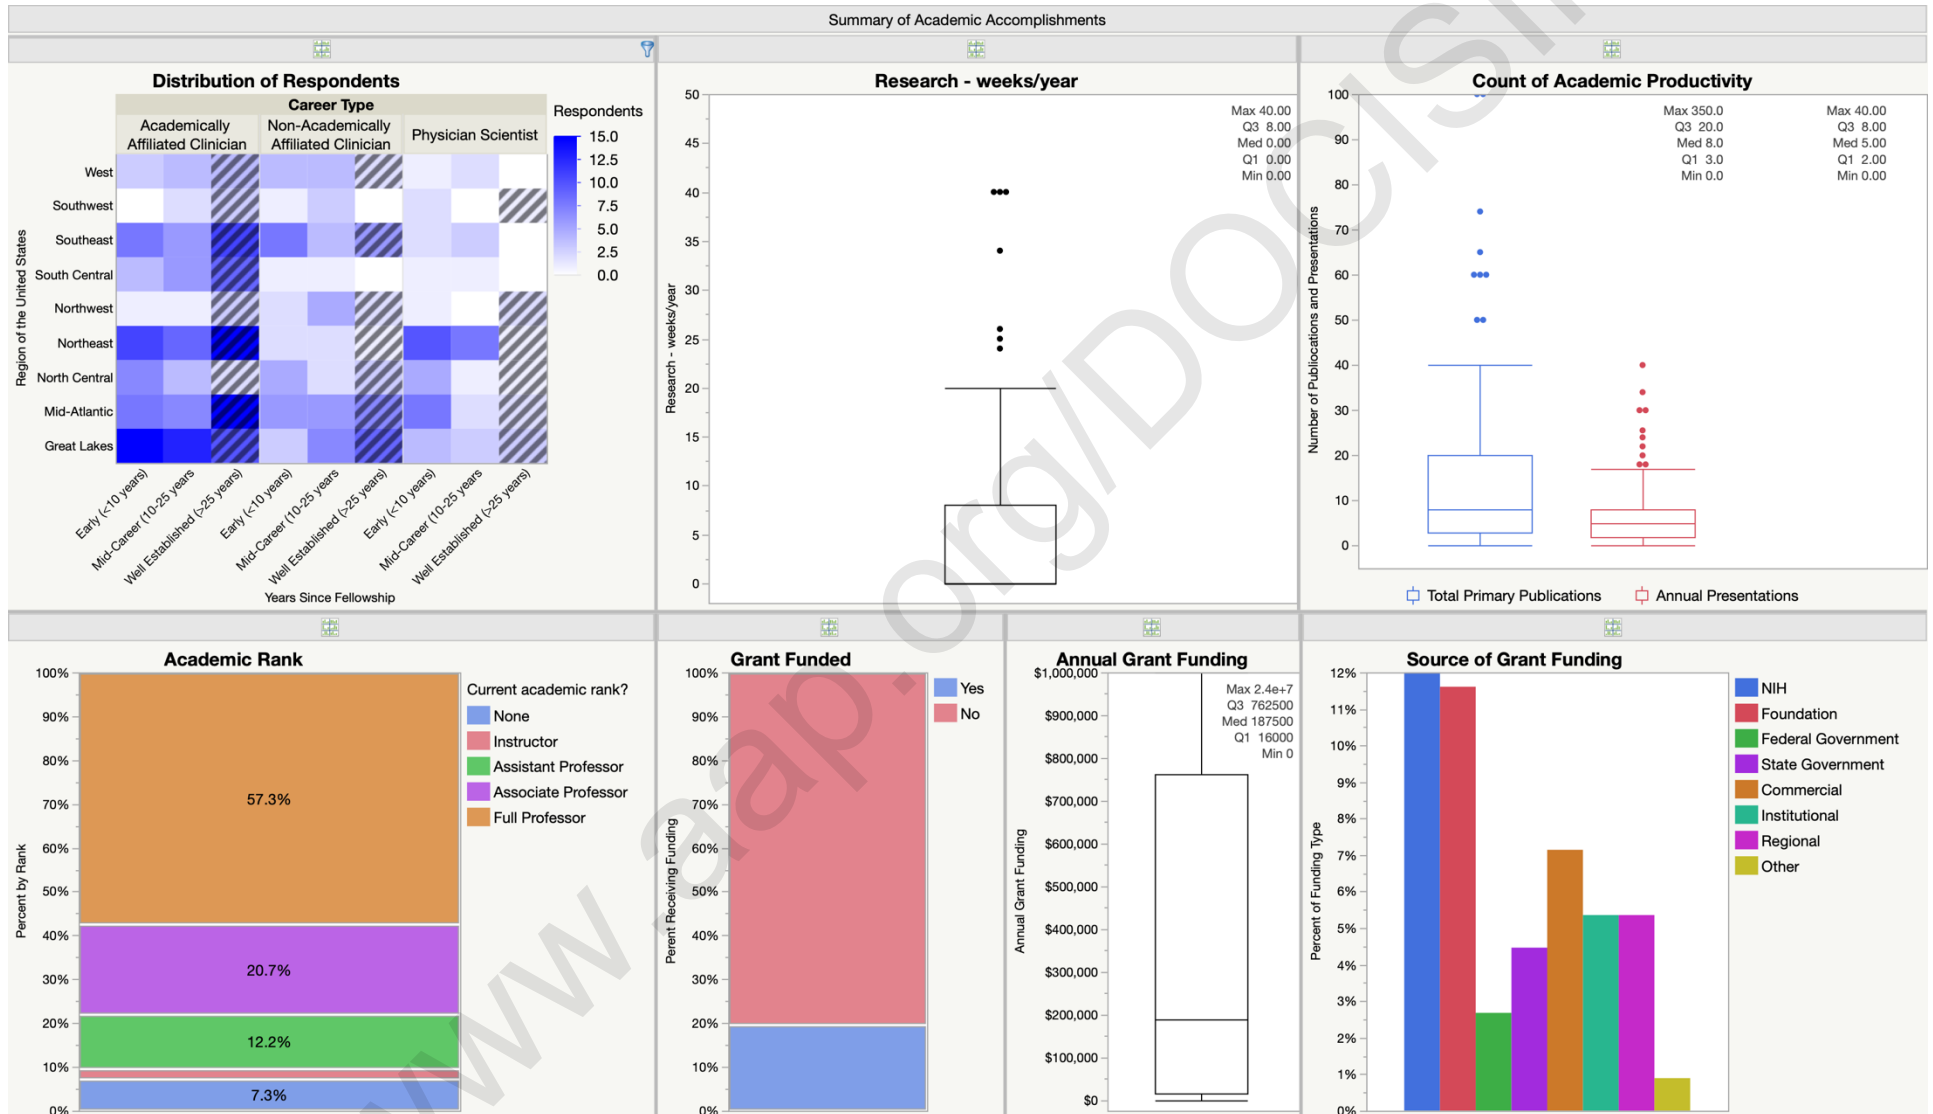 Summary of Academic Accomplishments
Distribution of Respondents
Career Type
Academically
Affiliated Clinician
Non-Academically
Affiliated Clinician
Physician Scientist
Respondents
15.0
12.5
10.0
7.5
5.0
2.5
0.0
Region of the United States
West
Southwest
Southeast
South Central
Northwest
Northeast
North Central
Mid-Atlantic
Great Lakes
Early (<10 years)
Mid-Career (10-25 years
Well Established (>25 years)
Early (<10 years)
Mid-Career (10-25 years
Well Established (>25 years)
Early (<10 years)
Mid-Career (10-25 years
Well Established (>25 years)
Years Since Fellowship
Research - weeks/year
Research - weeks/year
50
45
40
35
30
25
20
15
10
5
0
Max 40.00
Q3 8.00
Med 0.00
Q1 0.00
Min 0.00
Count of Academic Productivity
Number of Publiocations and Presentations
100
90
80
70
60
50
40
30
20
10
0
Max 350.0
Q3 20.0
Med 8.0
Q1 3.0
Min 0.0
Max 40.00
Q3 8.00
Med 5.00
Q1 2.00
Min 0.00
Total Primary Publications
Annual Presentations
Academic Rank
Percent by Rank
100%
90%
80%
70%
60%
50%
40%
30%
20%
10%
0%
57.3%
20.7%
12.2%
7.3%
Current academic rank?
None
Instructor
Assistant Professor
Associate Professor
Full Professor
Grant Funded
Perent Receiving Funding
100%
90%
80%
70%
60%
50%
40%
30%
20%
10%
0%
Yes
No
Annual Grant Funding
Annual Grant Funding
$1,000,000
$900,000
$800,000
$700,000
$600,000
$500,000
$400,000
$300,000
$200,000
$100,000
$0
Max 2.4e+7
Q3 762500
Med 187500
Q1 16000
Min 0
Source of Grant Funding
Percent of Funding Type
12%
11%
10%
9%
8%
7%
6%
5%
4%
3%
2%
1%
0%
NIH
Foundation
Federal Government
State Government
Commercial
Institutional
Regional
Other
www.aap.org/DOCISin